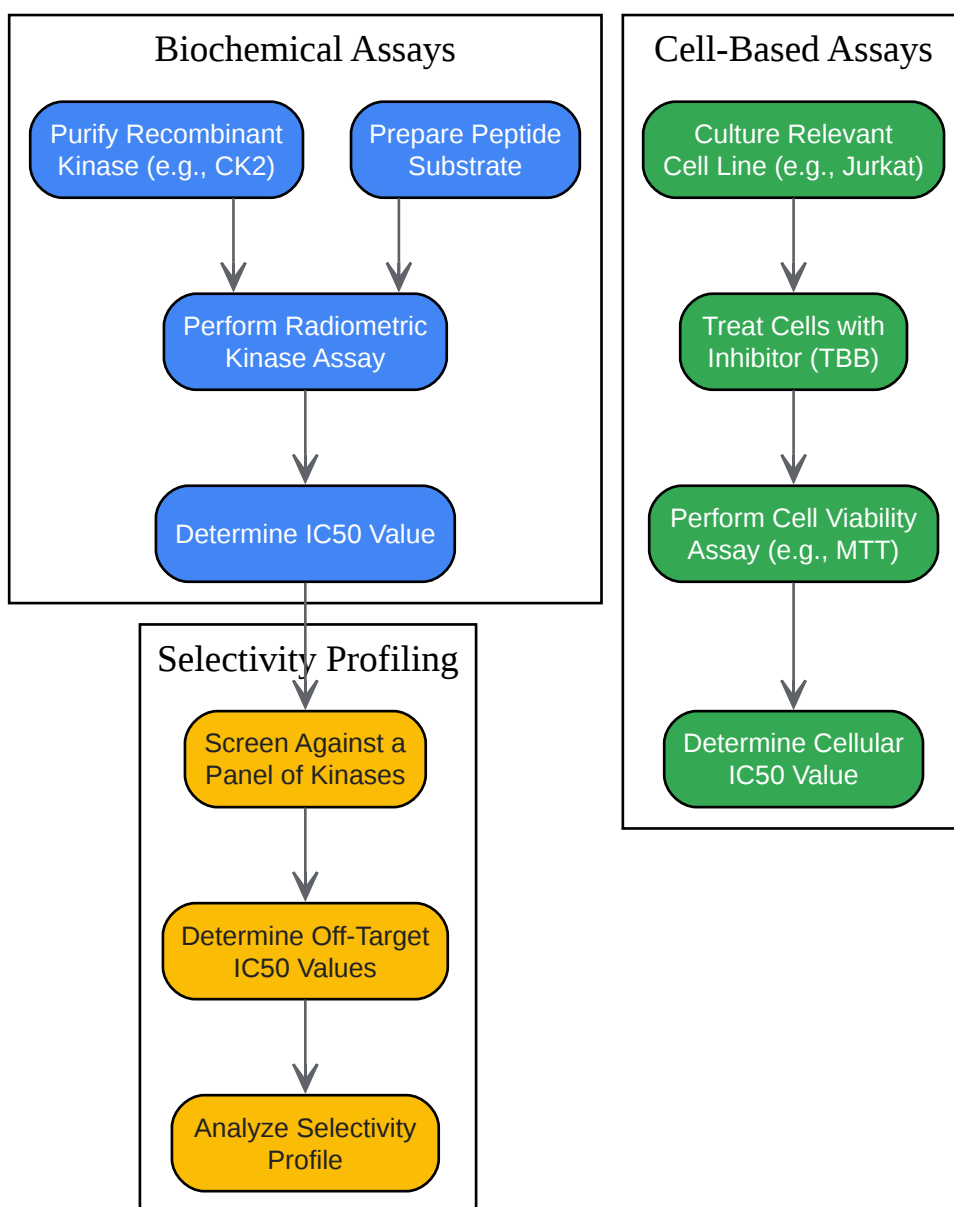 Biochemical Assays
Purify Recombinant
Kinase (e.g., CK2)
Prepare Peptide
Substrate
Perform Radiometric
Kinase Assay
Determine IC50 Value
Selectivity Profiling
Screen Against a
Panel of Kinases
Determine Off-Target
IC50 Values
Analyze Selectivity
Profile
Cell-Based Assays
Culture Relevant
Cell Line (e.g., Jurkat)
Treat Cells with
Inhibitor (TBB)
Perform Cell Viability
Assay (e.g., MTT)
Determine Cellular
IC50 Value